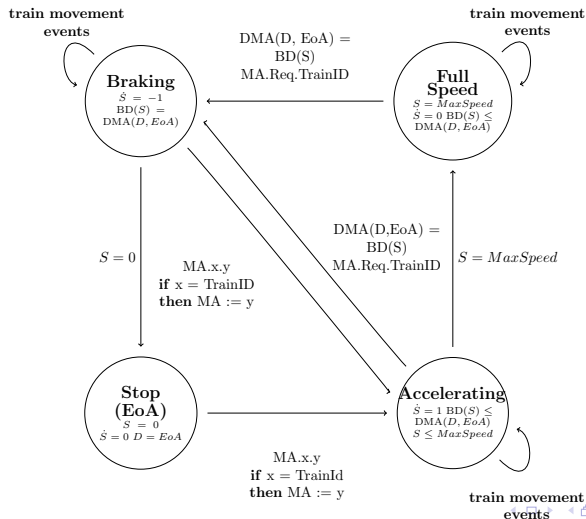 train movement
events
Braking
Ṡ = −1
BD(S) =
DMA(D, EoA)
DMA(D, EoA) =
BD(S)
MA.Req.TrainID
train movement
events
Full
Speed
S = MaxSpeed
Ṡ = 0 BD(S) ≤
DMA(D, EoA)
S = 0
MA.x.y
if x = TrainID
then MA := y
DMA(D,EoA) =
BD(S)
MA.Req.TrainID
S = MaxSpeed
Stop
(EoA)
S = 0
Ṡ = 0 D = EoA
MA.x.y
if x = TrainId
then MA := y
Accelerating
Ṡ = 1 BD(S) ≤
DMA(D, EoA)
S ≤ MaxSpeed
train movement
events